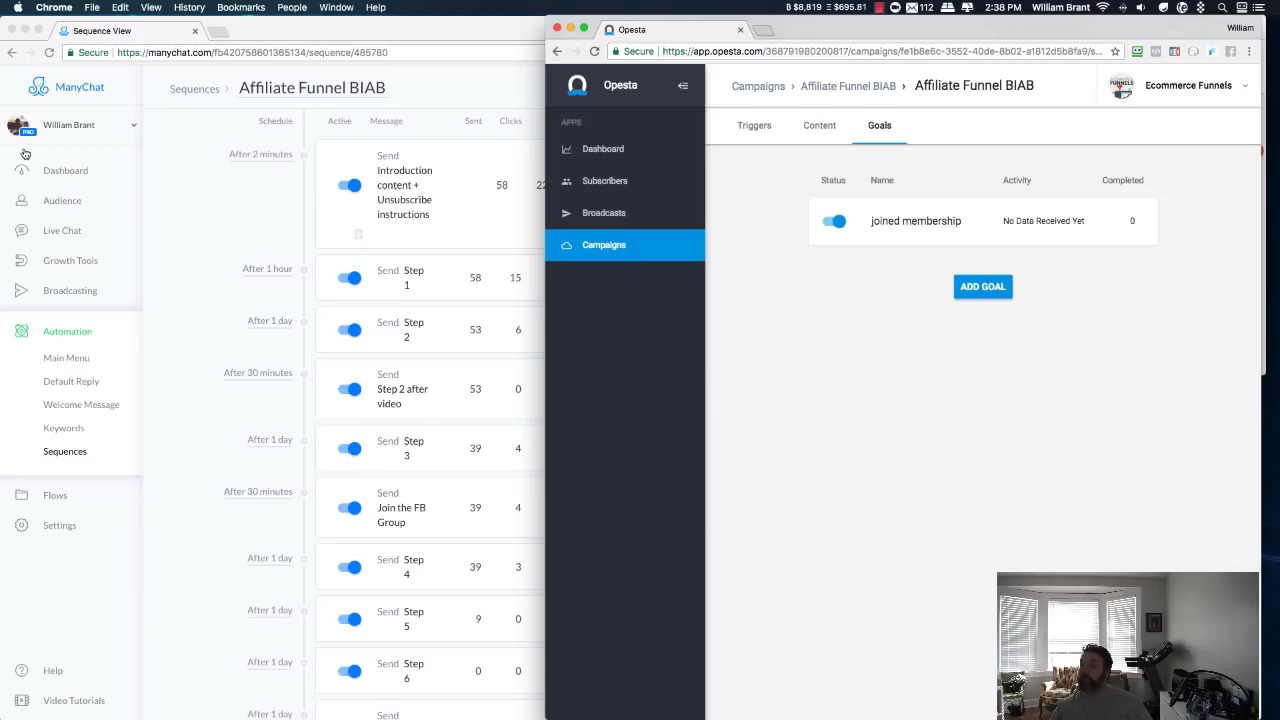 Chrome File Edit View History Bookmarks People Window Help
$ 8,819 $695.81 112 2:38 PM William Brant
Sequence View
Secure https://manychat.com/fb420758601365134/sequence/485780
ManyChat
William Brant
PRO
Dashboard
Audience
Live Chat
Growth Tools
Broadcasting
Automation
Main Menu
Default Reply
Welcome Message
Keywords
Sequences
Flows
Settings
Help
Video Tutorials
Sequences Affiliate Funnel BIAB
Schedule Active Message Sent Clicks
After 2 minutes
Send
Introduction
content +
Unsubscribe
instructions
58 22
After 1 hour
Send Step
1
58 15
After 1 day
Send Step
2
53 6
After 30 minutes
Send
Step 2 after
video
53 0
After 1 day
Send Step
3
39 4
After 30 minutes
Send
Join the FB
Group
39 4
After 1 day
Send Step
4
39 3
After 1 day
Send Step
5
9 0
After 1 day
Send Step
6
0 0
After 1 day
Opesta
William
Secure https://app.opesta.com/368791980200817/campaigns/fe1b8e6c-3552-40de-8b02-a1812d5b8fa9/s...
Opesta
APPS
Dashboard
Subscribers
Broadcasts
Campaigns
Campaigns › Affiliate Funnel BIAB › Affiliate Funnel BIAB
FUNNELS
Ecommerce Funnels
Triggers Content Goals
Status Name Activity Completed
joined membership No Data Received Yet 0
ADD GOAL